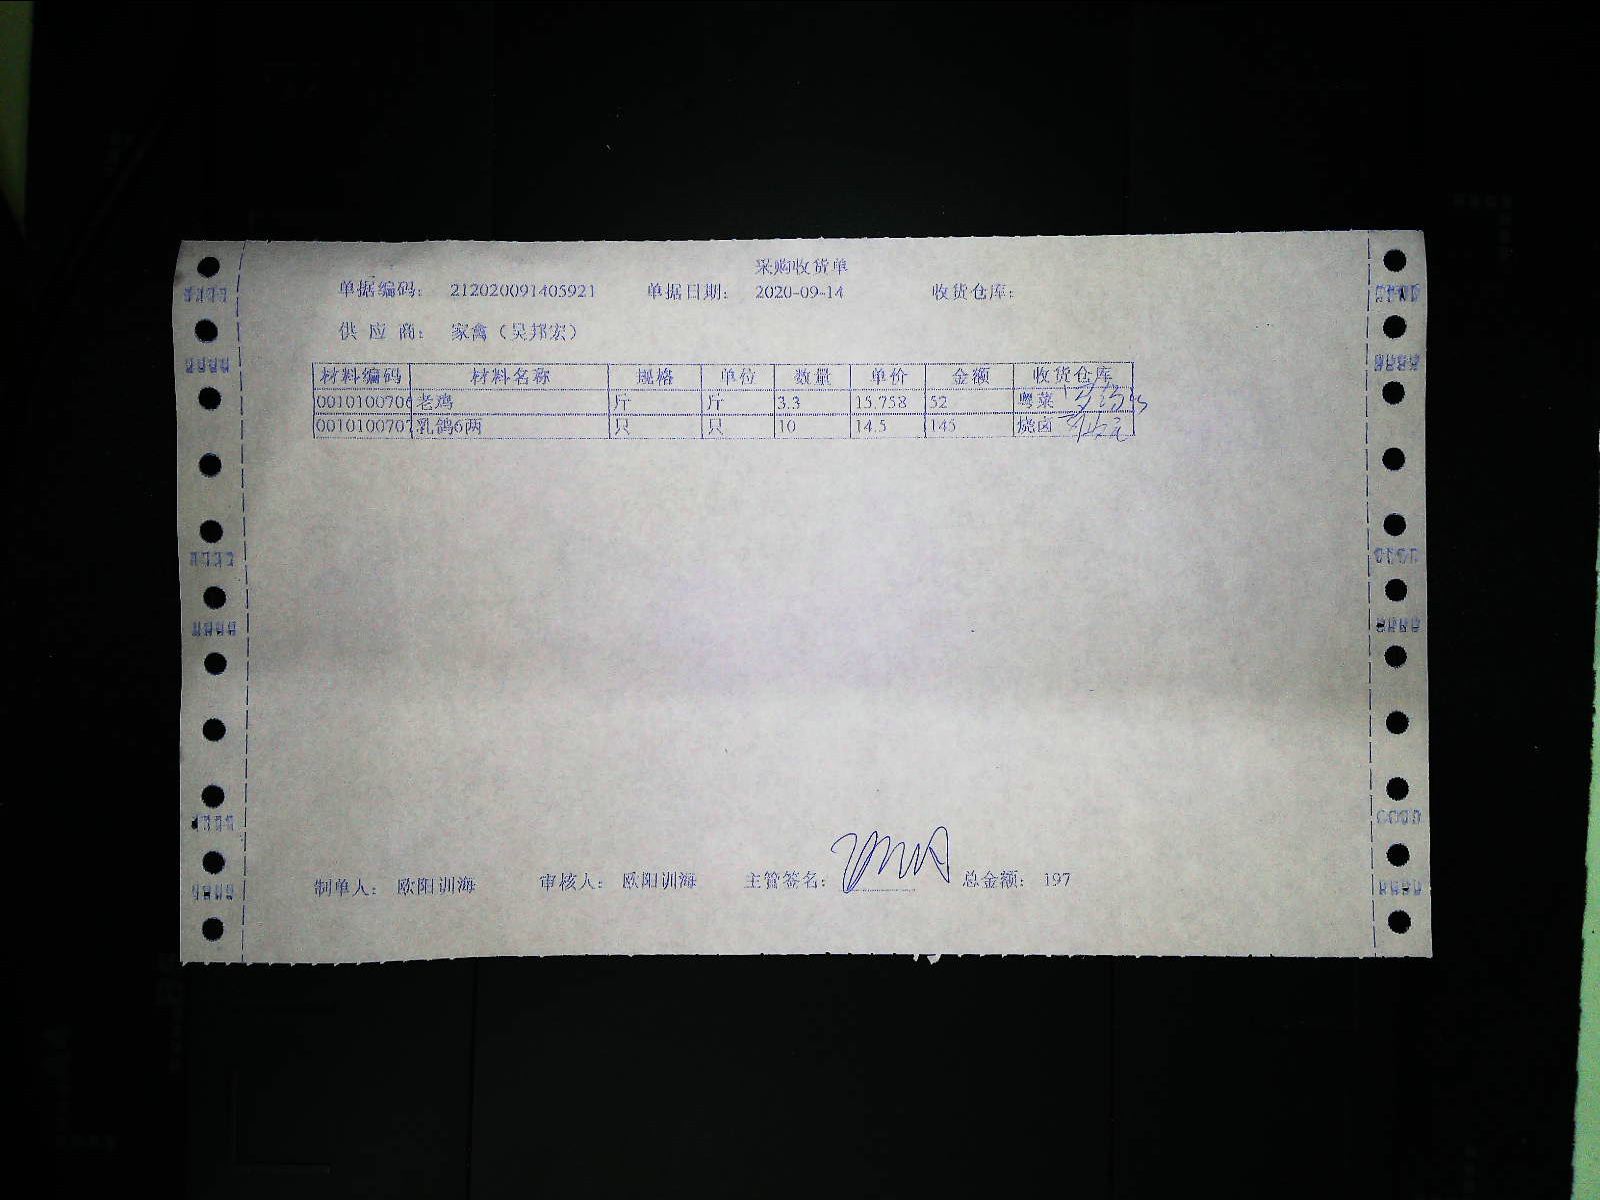 采购收货单
单据编码: 212020091405921 单据日期: 2020-09-14 收货仓库:
供 应 商: 家禽（吴邦宏）
材料编码 材料名称 规格 单位 数量 单价 金额 收货仓库
0010100706 老鸡 斤 斤 3.3 15.758 52 粤菜
0010100707 乳鸽6两 只 只 10 14.5 145 烧卤
制单人: 欧阳训海 审核人: 欧阳训海 主管签名: 总金额: 197